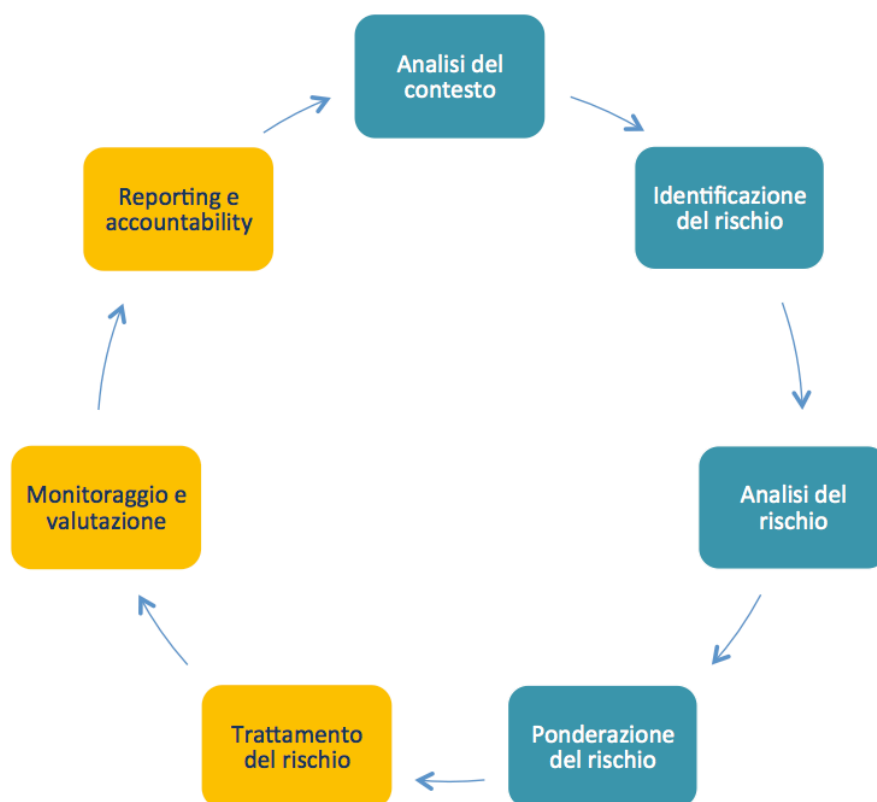 Analisi del
contesto
Identificazione
del rischio
Analisi del
rischio
Ponderazione
del rischio
Trattamento
del rischio
Monitoraggio e
valutazione
Reporting e
accountability